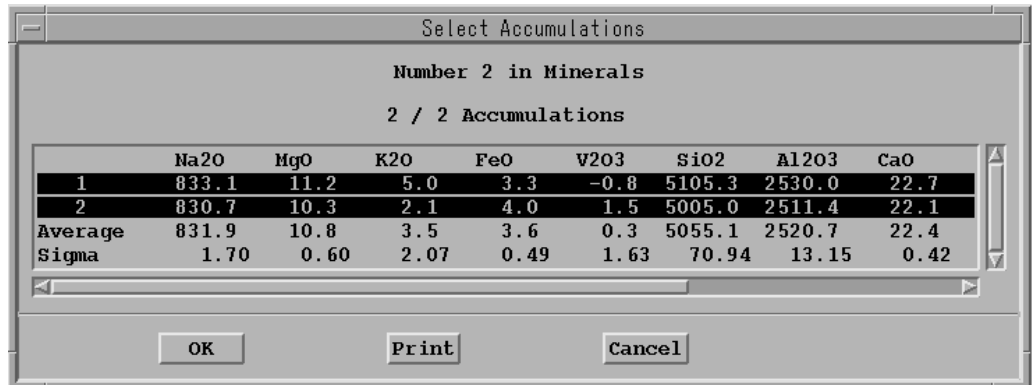 Select Accumulations
Number 2 in Minerals
2 / 2 Accumulations
Na2O MgO K2O FeO V2O3 SiO2 Al2O3 CaO
1 833.1 11.2 5.0 3.3 -0.8 5105.3 2530.0 22.7
2 830.7 10.3 2.1 4.0 1.5 5005.0 2511.4 22.1
Average 831.9 10.8 3.5 3.6 0.3 5055.1 2520.7 22.4
Sigma 1.70 0.60 2.07 0.49 1.63 70.94 13.15 0.42
OK Print Cancel